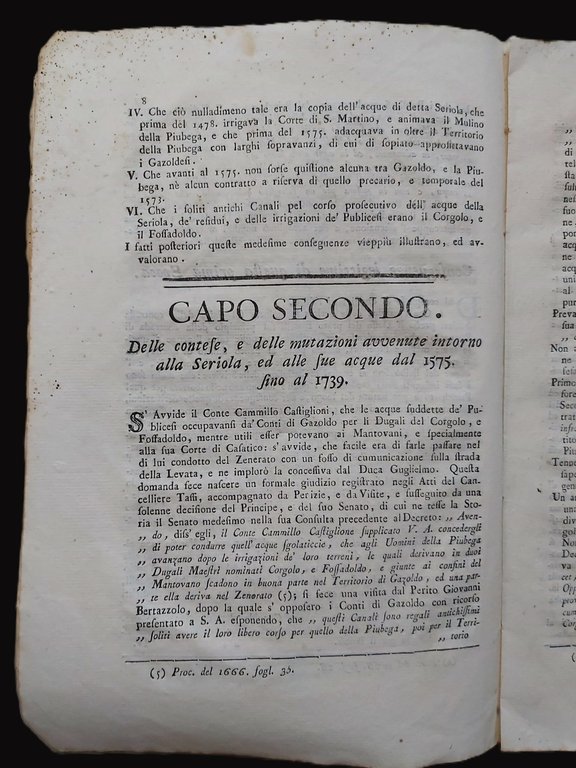 8
IV. Che ciò nulladimeno tale era la copia dell'acque di detta Seriola, che
prima del 1478. irrigava la Corte di S. Martino, e animava il Mulino
della Piubega, e che prima del 1575. adacquava in oltre il Territorio
della Piubega con larghi sopravanzi, di cui di sopiato approfittavano
i Gazoldesi.
V. Che avanti al 1575. non forse quistione alcuna tra Gazoldo, e la Piu-
bega, nè alcun contratto a riserva di quello precario, e temporale del
1573.
VI. Che i soliti antichi Canali pel corso prosecutivo dell'acque della
Seriola, de' residui, e delle irrigazioni de' Publicesi erano il Corgolo, e
il Fossadoldo.
I fatti posteriori queste medesime conseguenze vieppiù illustrano, ed av-
valorano.
CAPO SECONDO.
Delle contese, e delle mutazioni avvenute intorno
alla Seriola, ed alle sue acque dal 1575.
sino al 1739.
S' Avvide il Conte Cammillo Castiglioni, che le acque suddette de' Pu-
blicesi occupavansi da' Conti di Gazoldo per li Dugali del Corgolo, e
Fossadoldo, mentre utili esser potevano ai Mantovani, e specialmente
alla sua Corte di Casatico: s'avvide, che facile era di farle passare nel
di lui condotto del Zenerato con un fosso di cumunicazione sulla strada
della Levata, e ne implorò la concessiva dal Duca Guglielmo. Questa
domanda fece nascere un formale giudizio registrato negli Atti del Can-
celliere Tassi, accompagnato da Perizie, e da Visite, e susseguito da una
solenne decisione del Principe, e del suo Senato, di cui ne tesse la Sto-
ria il Senato medesimo nella sua Consulta precedente al Decreto: „ Aven-
„ do, diss' egli, il Conte Cammillo Castiglione supplicato V. A. concedergli
„ di poter condurre quell'acque sgolaticcie, che agli Uomini della Piubega
„ avanzano dopo le irrigazioni de' loro terreni, le quali derivano in duoi
„ Dugali Maestri nominati Corgolo, e Fossadoldo, e giunte ai confini del
„ Mantovano scadono in buona parte nel Territorio di Gazoldo, ed una par-
„ te ella deriva nel Zenorato (5); si fece una visita dal Perito Giovanni
Bertazzolo, dopo la quale s' opposero i Conti di Gazoldo con ricorso
presentato a S. A. esponendo, che „ questi Canali sono regali antichissimi
„ soliti avere il loro libero corso per quello della Piubega, poi per il Terri-
„ torio
(5) Proc. del 1666. fogl. 35.